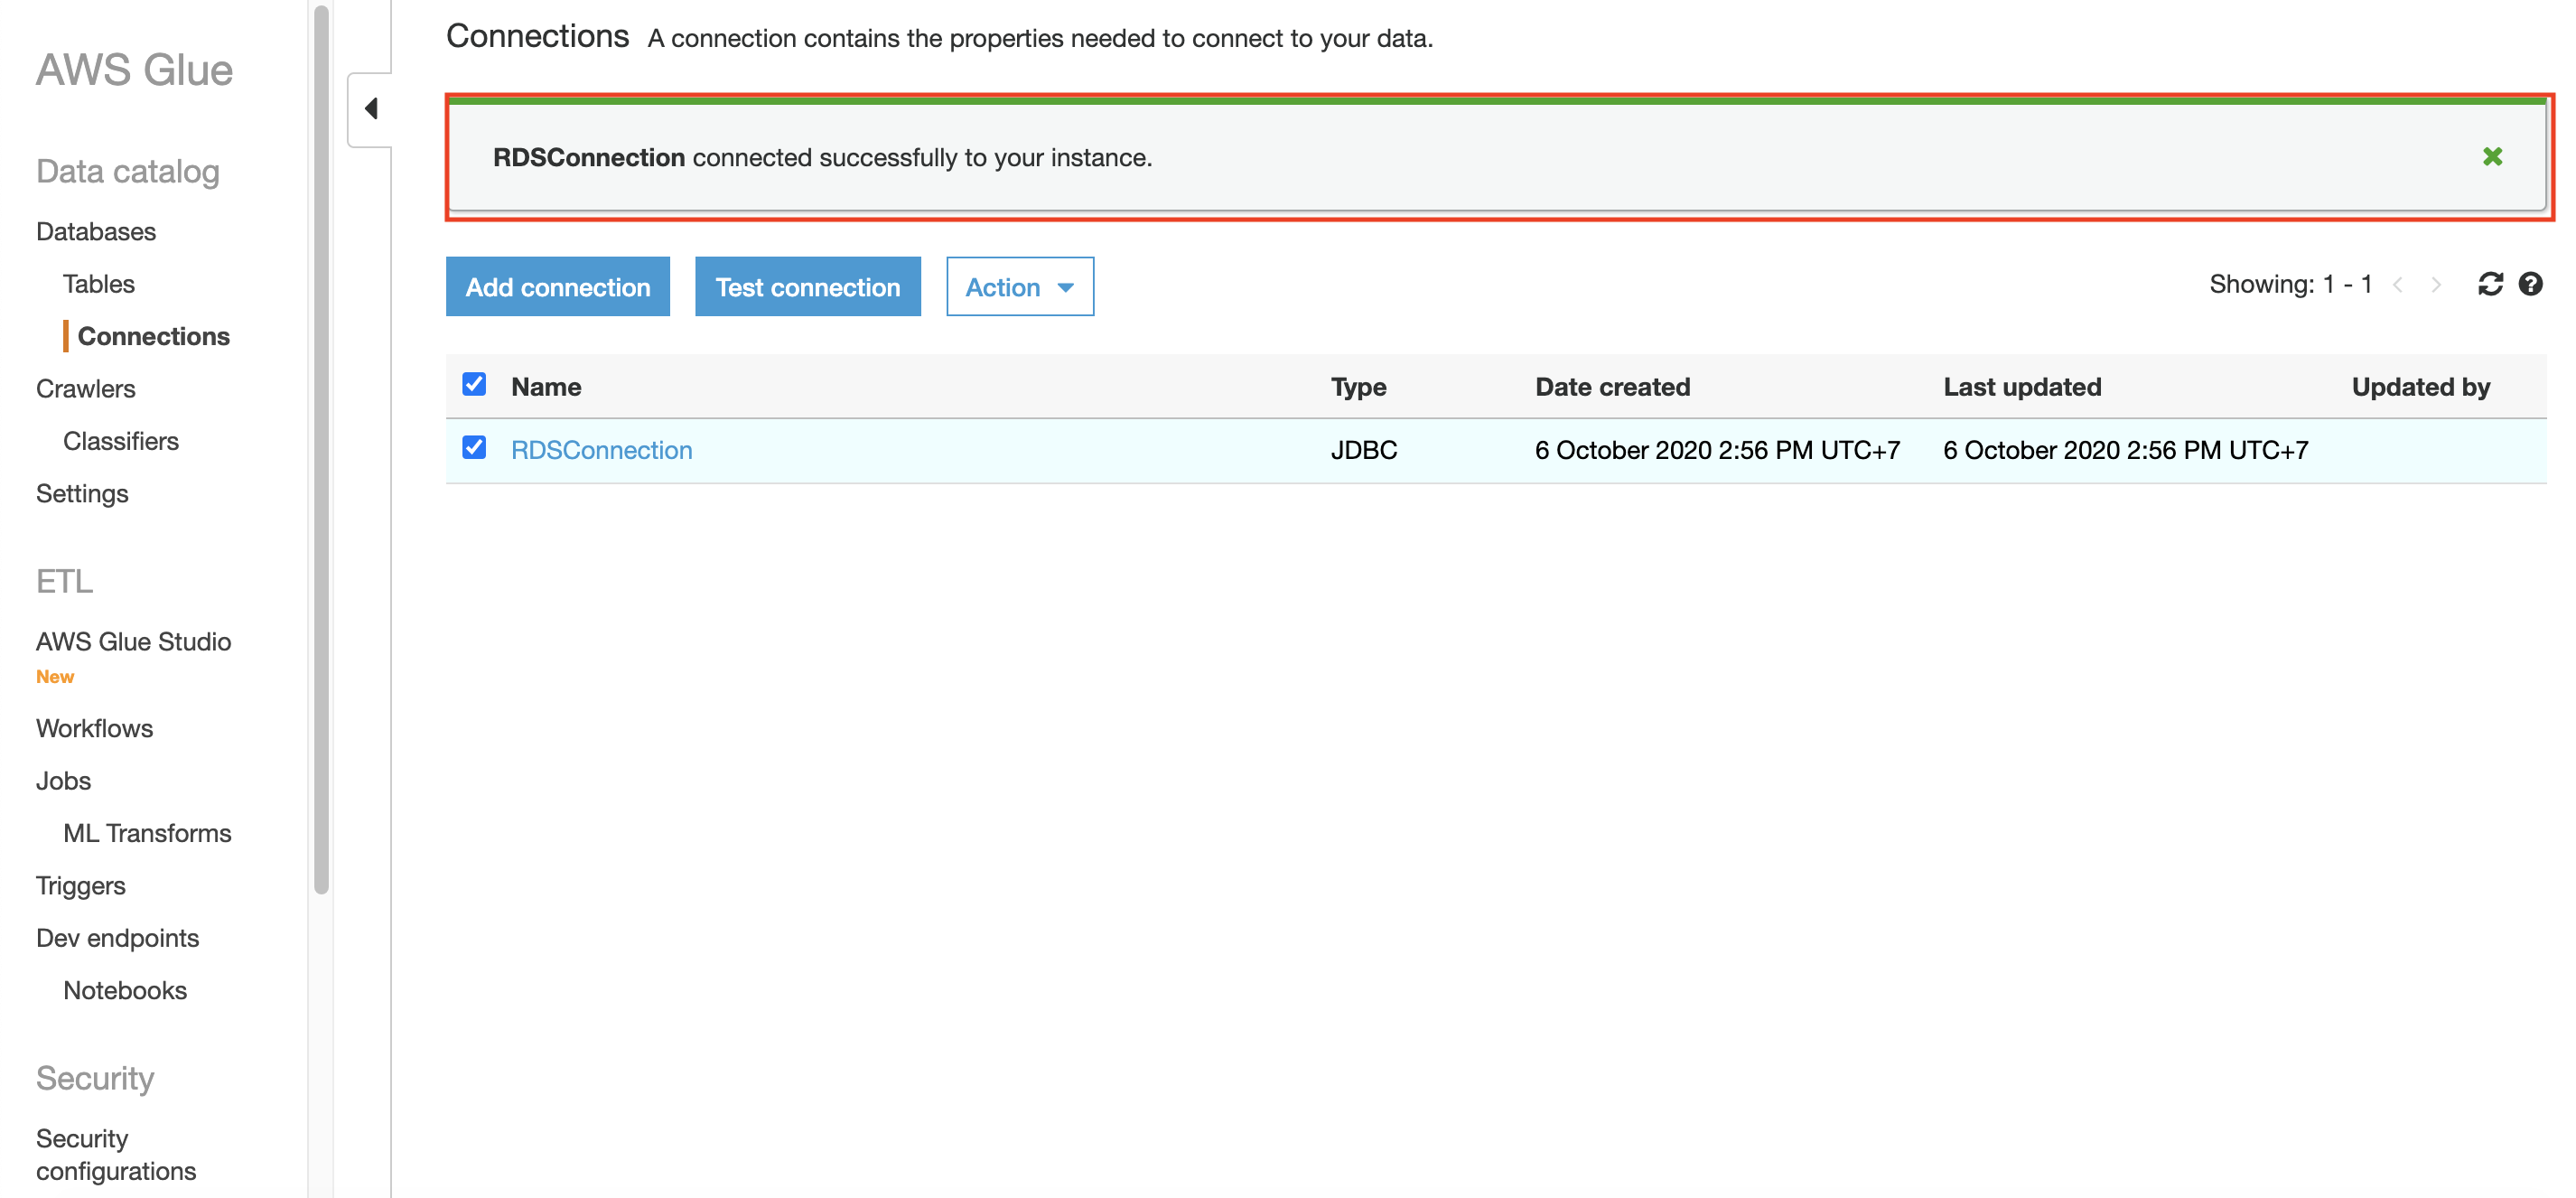 AWS Glue
Data catalog
Databases
Tables
Connections
Crawlers
Classifiers
Settings
ETL
AWS Glue Studio
New
Workflows
Jobs
ML Transforms
Triggers
Dev endpoints
Notebooks
Security
Security
configurations
Connections A connection contains the properties needed to connect to your data.
RDSConnection connected successfully to your instance.
Add connection Test connection Action Showing: 1 - 1
Name Type Date created Last updated Updated by
RDSConnection JDBC 6 October 2020 2:56 PM UTC+7 6 October 2020 2:56 PM UTC+7